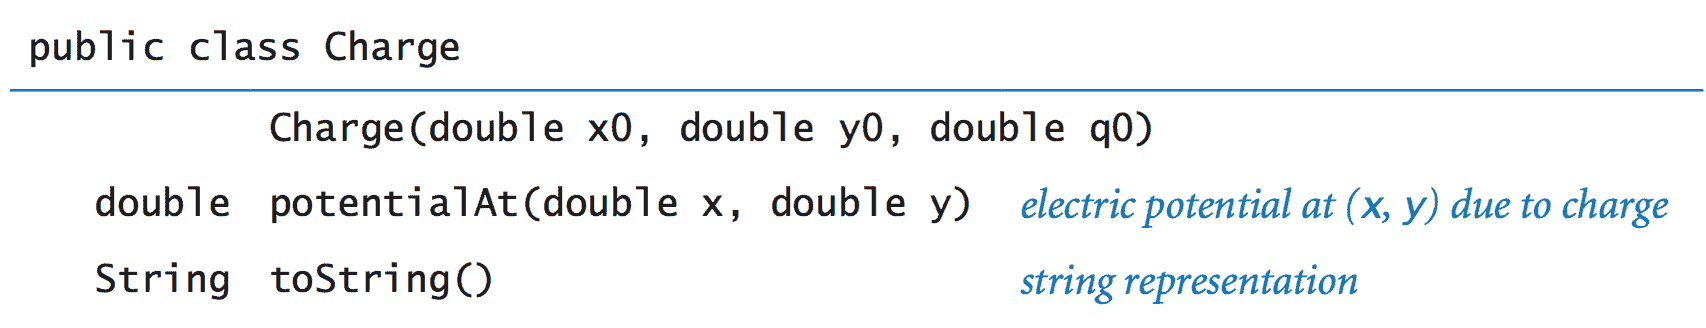 public class Charge
Charge(double x0, double y0, double q0)
double potentialAt(double x, double y) electric potential at (x, y) due to charge
String toString() string representation